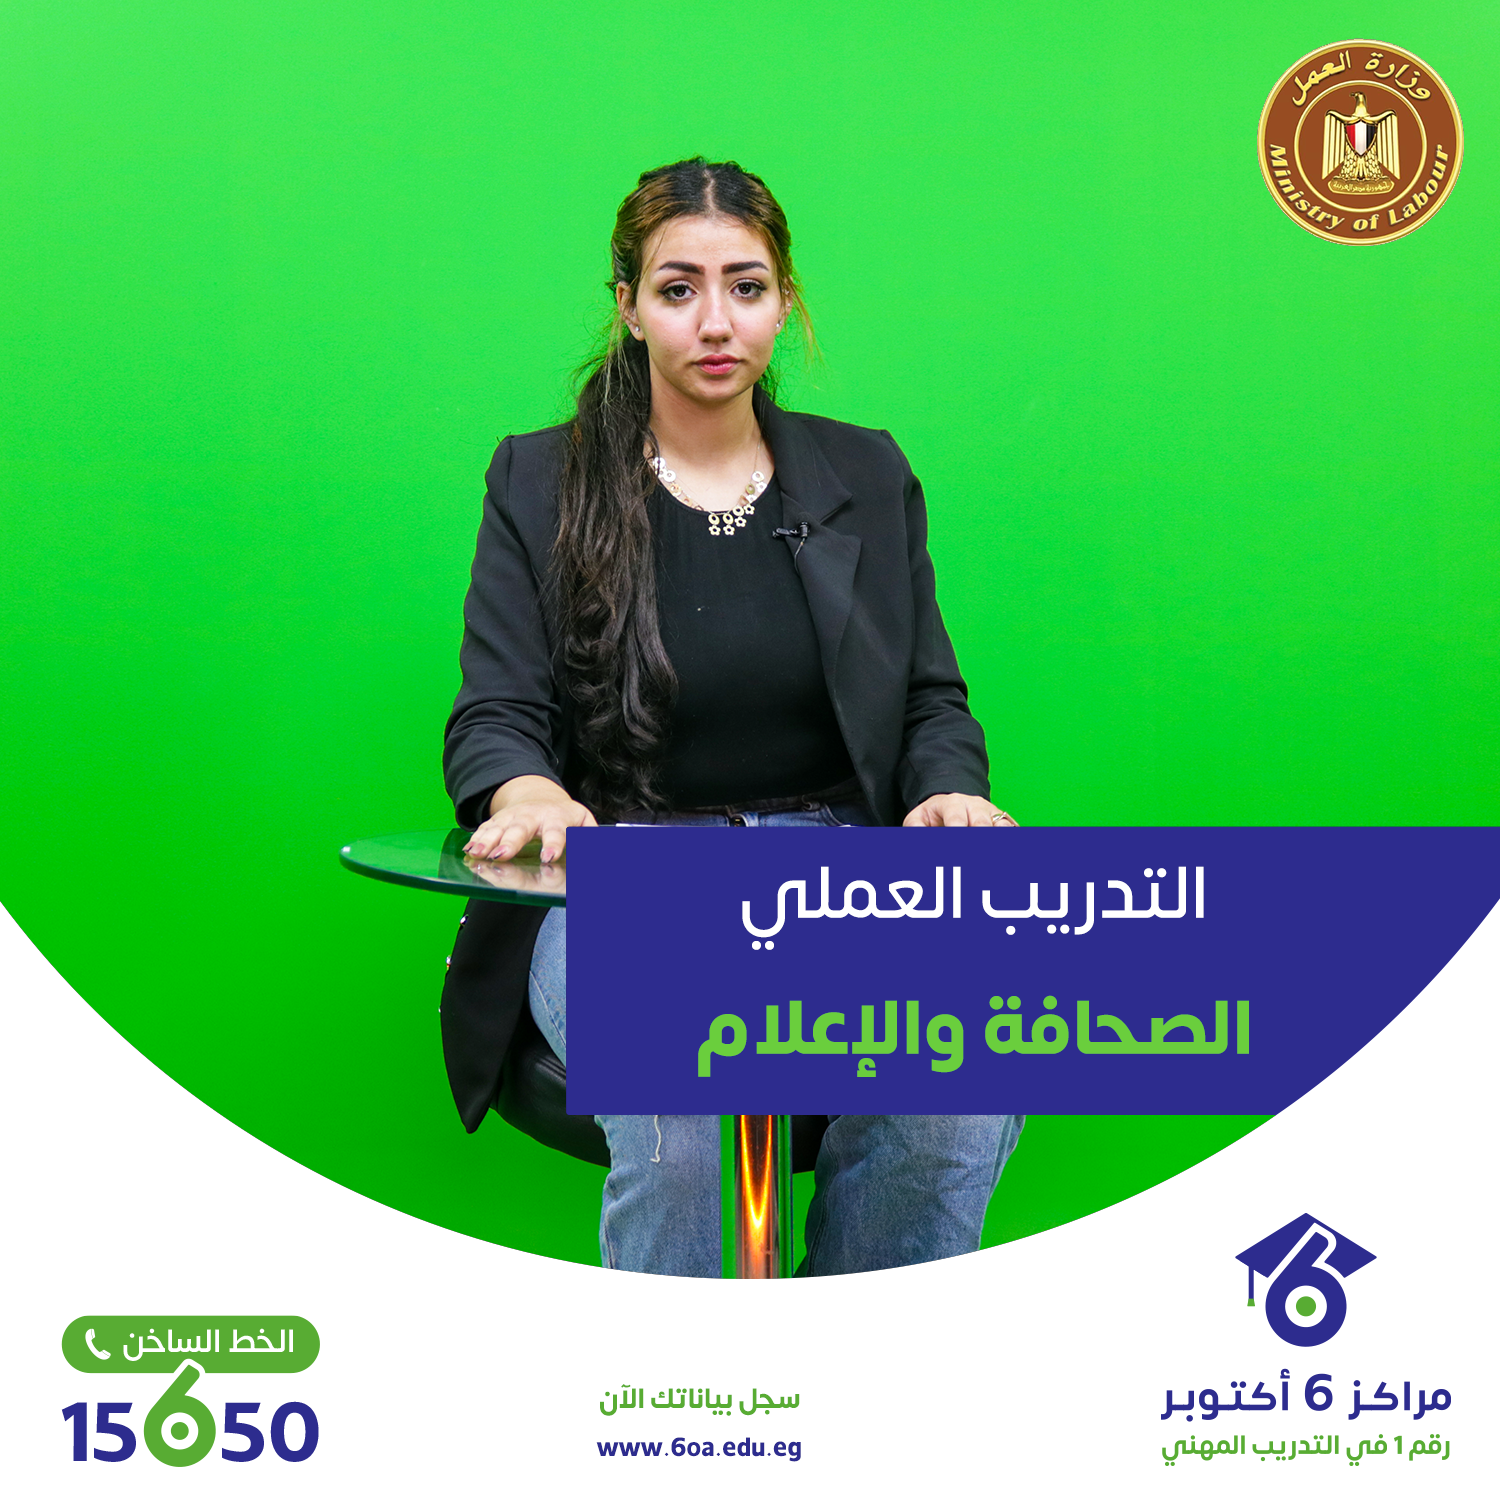 وزارة العمل
Ministry of Labour
التدريب العملي
الصحافة والإعلام
الخط الساخن
15650
سجل بياناتك الآن
www.6oa.edu.eg
6
مراكز 6 أكتوبر
رقم 1 في التدريب المهني